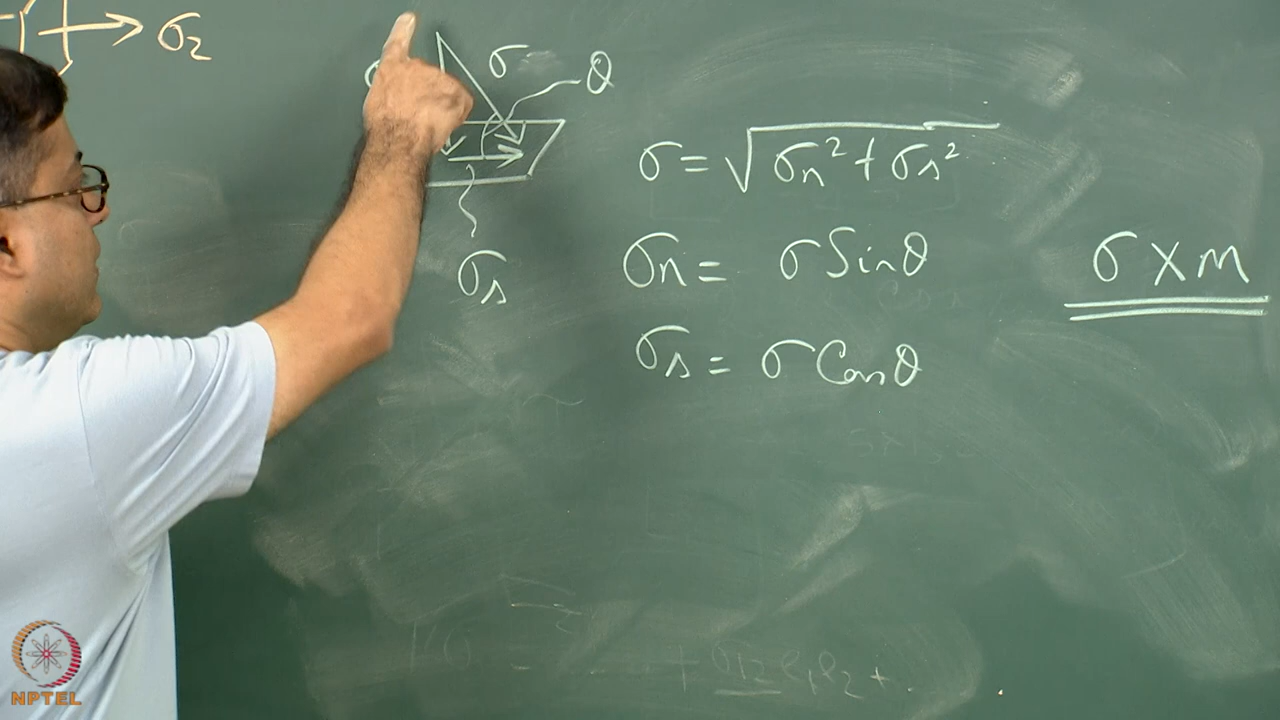 → σ₂
σ θ
σₛ
σ = √σₙ² + σₛ²
σₙ = σ Sinθ
σₛ = σ Cosθ
σ × m
NPTEL